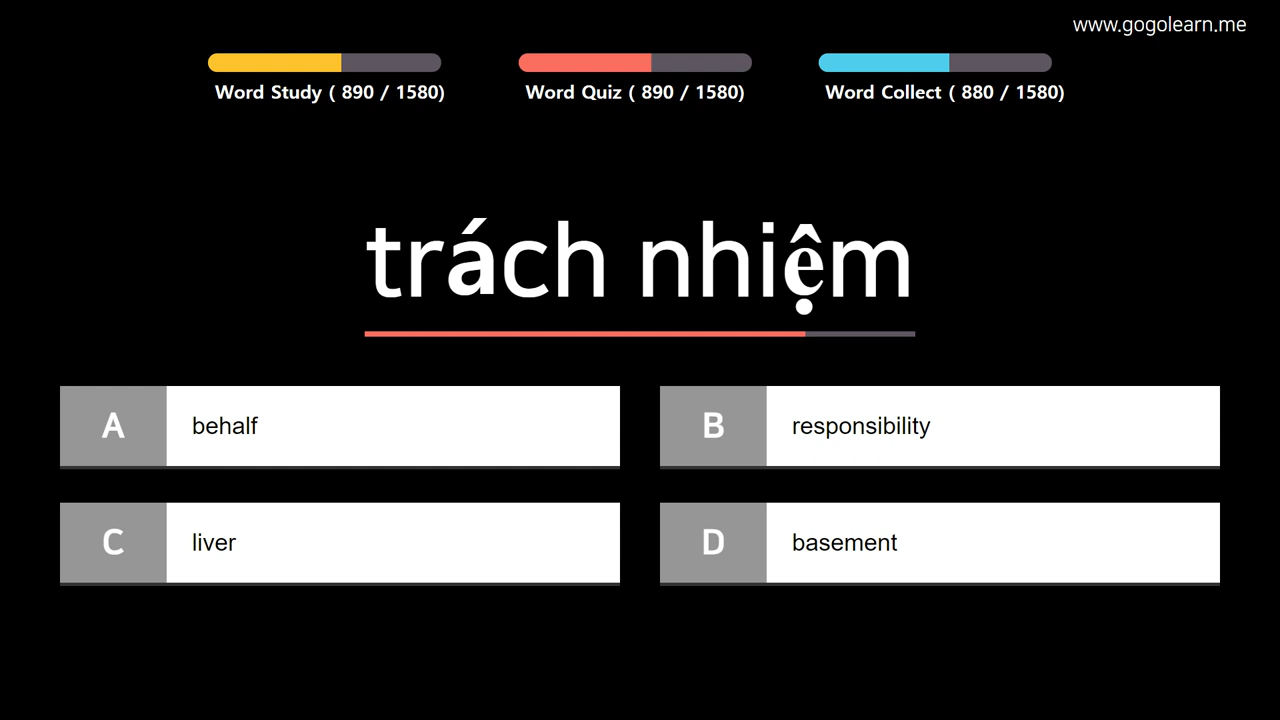 www.gogolearn.me
Word Study ( 890 / 1580)
Word Quiz ( 890 / 1580)
Word Collect ( 880 / 1580)
trách nhiệm
A behalf
B responsibility
C liver
D basement